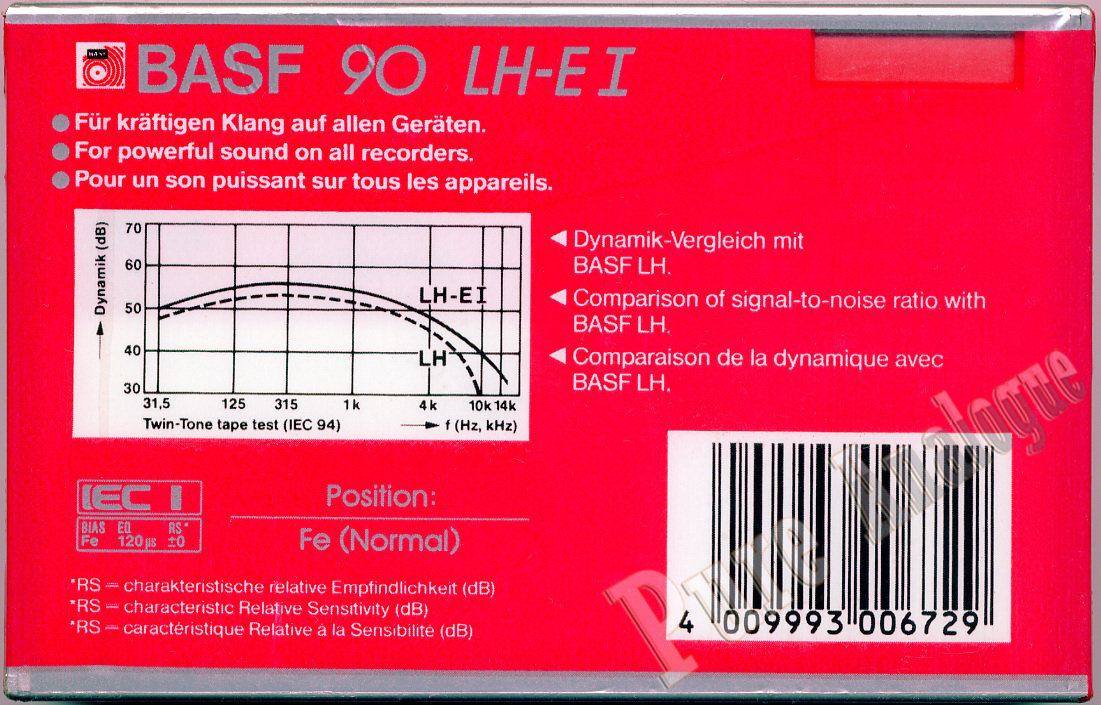 BASF BASF 90 LH-E I
Für kräftigen Klang auf allen Geräten.
For powerful sound on all recorders.
Pour un son puissant sur tous les appareils.
Dynamik (dB)
70
60
50
40
30
LH-E I
LH
31,5 125 315 1k 4k 10k 14k
Twin-Tone tape test (IEC 94) f (Hz, kHz)
Dynamik-Vergleich mit
BASF LH.
Comparison of signal-to-noise ratio with
BASF LH.
Comparaison de la dynamique avec
BASF LH.
IEC I
BIAS EQ RS*
Fe 120µs ±0
Position:
Fe (Normal)
*RS = charakteristische relative Empfindlichkeit (dB)
*RS = characteristic Relative Sensitivity (dB)
*RS = caractéristique Relative à la Sensibilité (dB)
4 009993 006729
Pure Analogue